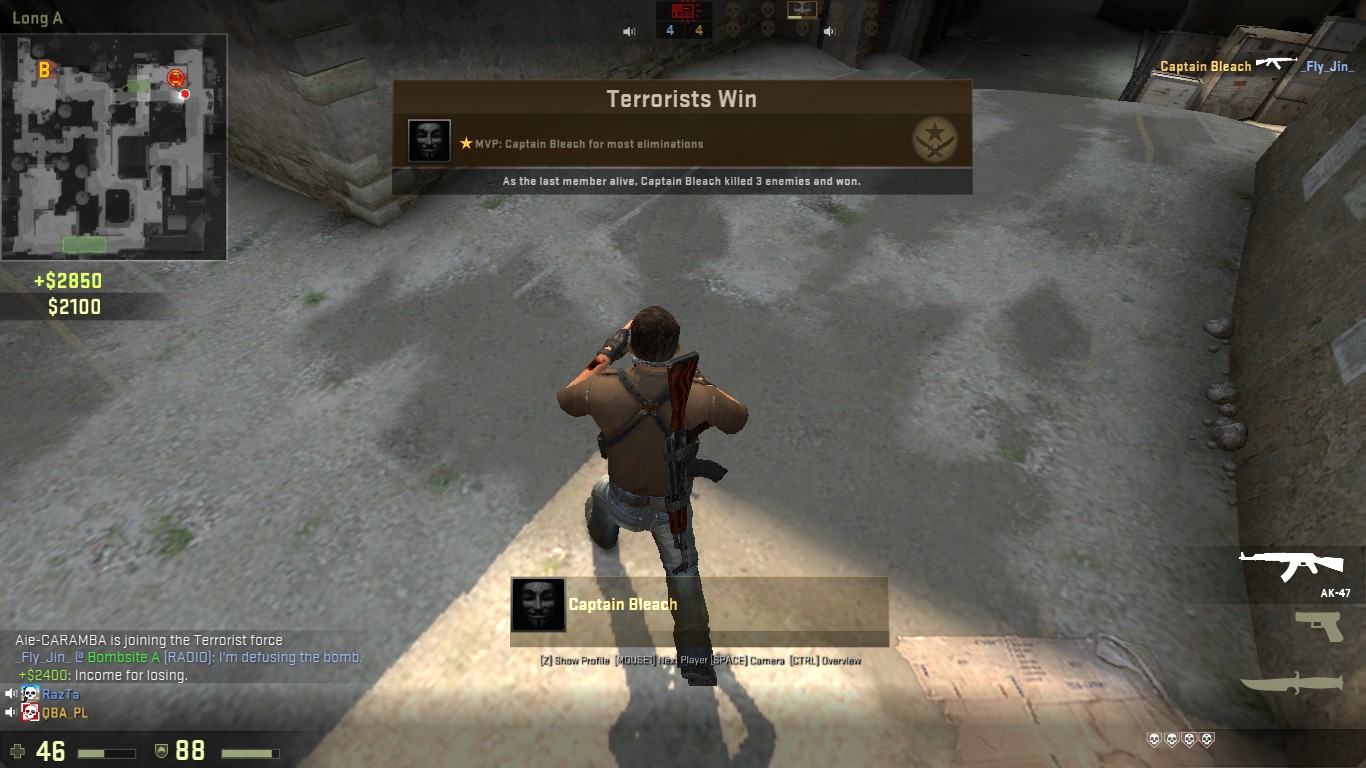 Long A
4 4
B
Captain Bleach _Fly_Jin_
Terrorists Win
MVP: Captain Bleach for most eliminations
As the last member alive, Captain Bleach killed 3 enemies and won.
+$2850
$2100
Captain Bleach
[Z] Show Profile [MOUSE1] Next Player [SPACE] Camera [CTRL] Overview
AK-47
Aie-CARAMBA is joining the Terrorist force
_Fly_Jin_ @ Bombsite A (RADIO): I'm defusing the bomb.
+$2400: Income for losing.
RazTa
QBA_PL
46 88